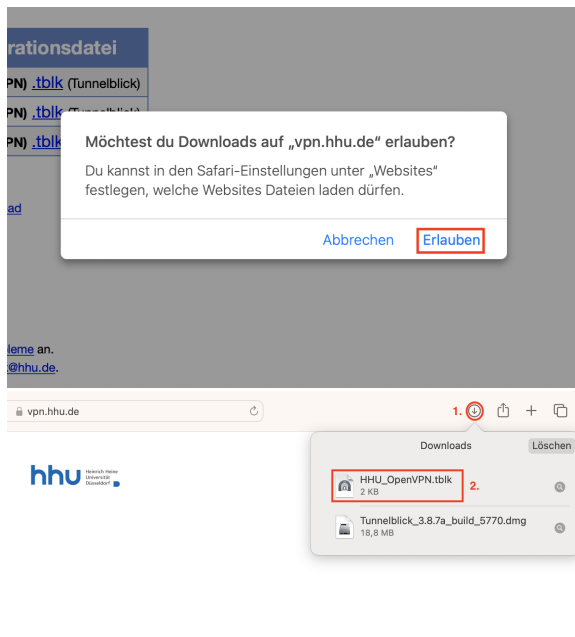 rationsdatei
PN) .tblk (Tunnelblick)
PN) .tblk (Tunnelblick)
PN) .tblk
Möchtest du Downloads auf „vpn.hhu.de“ erlauben?
Du kannst in den Safari-Einstellungen unter „Websites“
festlegen, welche Websites Dateien laden dürfen.
ad
Abbrechen Erlauben
leme an.
@hhu.de.
vpn.hhu.de 1.
Downloads Löschen
hhu Heinrich Heine
Universität
Düsseldorf
HHU_OpenVPN.tblk 2.
2 KB
Tunnelblick_3.8.7a_build_5770.dmg
18,8 MB